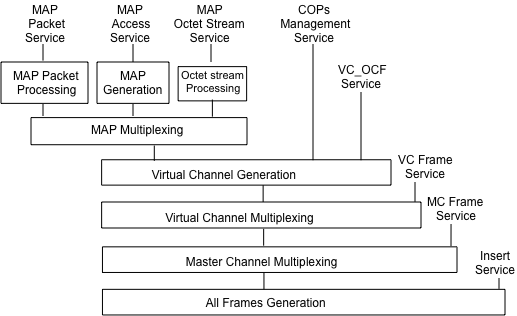 MAP Packet Service
MAP Access Service
MAP Octet Stream Service
COPs Management Service
VC_OCF Service
MAP Packet Processing
MAP Generation
Octet stream Processing
MAP Multiplexing
Virtual Channel Generation
VC Frame Service
Virtual Channel Multiplexing
MC Frame Service
Master Channel Multiplexing
Insert Service
All Frames Generation